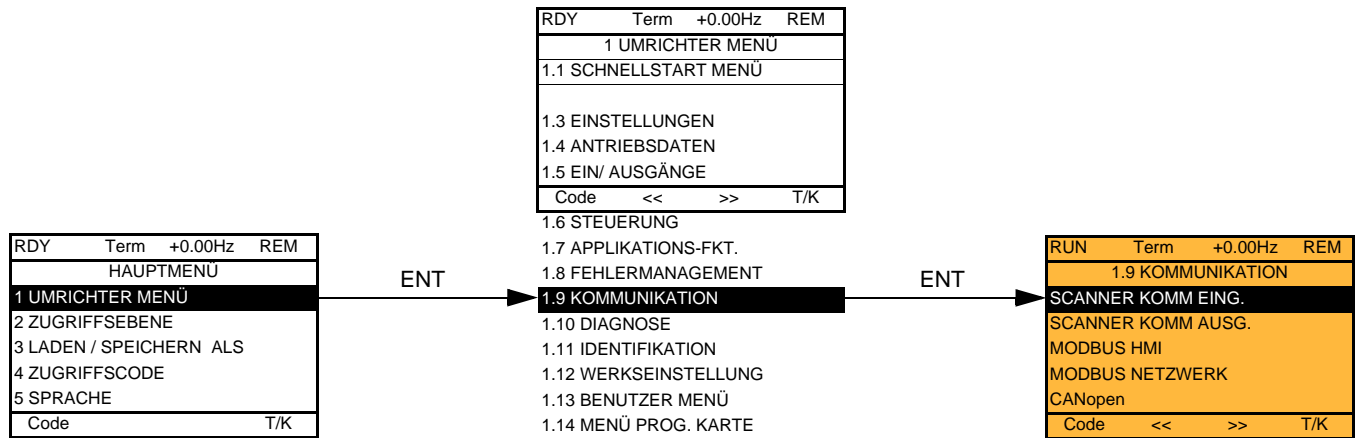 RDY Term +0.00Hz REM
1 UMRICHTER MENÜ
1.1 SCHNELLSTART MENÜ
1.3 EINSTELLUNGEN
1.4 ANTRIEBSDATEN
1.5 EIN/ AUSGÄNGE
Code << >> T/K
1.6 STEUERUNG
1.7 APPLIKATIONS-FKT.
1.8 FEHLERMANAGEMENT
1.9 KOMMUNIKATION
1.10 DIAGNOSE
1.11 IDENTIFIKATION
1.12 WERKSEINSTELLUNG
1.13 BENUTZER MENÜ
1.14 MENÜ PROG. KARTE
RDY Term +0.00Hz REM
HAUPTMENÜ
1 UMRICHTER MENÜ
2 ZUGRIFFSEBENE
3 LADEN / SPEICHERN ALS
4 ZUGRIFFSCODE
5 SPRACHE
Code T/K
ENT
ENT
RUN Term +0.00Hz REM
1.9 KOMMUNIKATION
SCANNER KOMM EING.
SCANNER KOMM AUSG.
MODBUS HMI
MODBUS NETZWERK
CANopen
Code << >> T/K